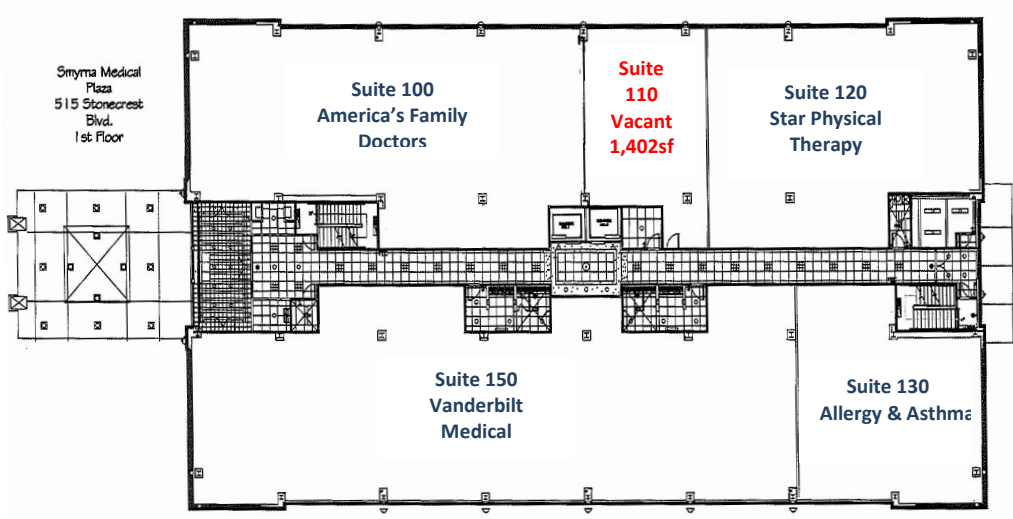 Smyrna Medical
Plaza
515 Stonecrest
Blvd.
1st Floor
Suite 100
America's Family
Doctors
Suite
110
Vacant
1,402sf
Suite 120
Star Physical
Therapy
Suite 150
Vanderbilt
Medical
Suite 130
Allergy & Asthma